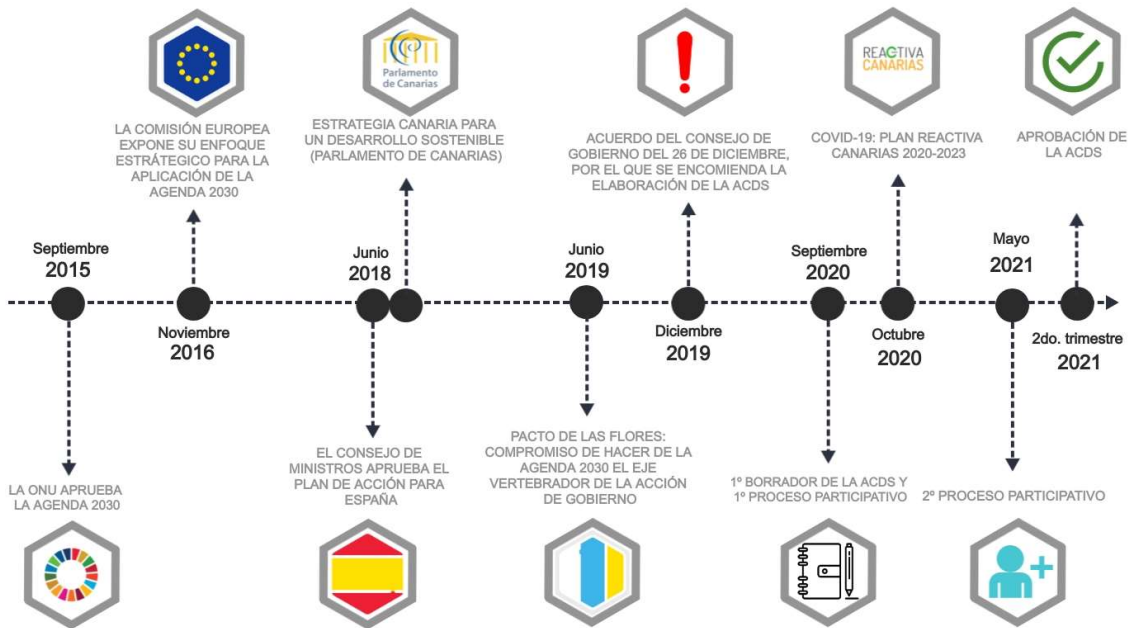 Parlamento
de Canarias
REACTIVA
CANARIAS
LA COMISIÓN EUROPEA
EXPONE SU ENFOQUE
ESTRÁTEGICO PARA LA
APLICACIÓN DE LA
AGENDA 2030
ESTRATEGIA CANARIA PARA
UN DESARROLLO SOSTENIBLE
(PARLAMENTO DE CANARIAS)
ACUERDO DEL CONSEJO DE
GOBIERNO DEL 26 DE DICIEMBRE,
POR EL QUE SE ENCOMIENDA LA
ELABORACIÓN DE LA ACDS
COVID-19: PLAN REACTIVA
CANARIAS 2020-2023
APROBACIÓN DE
LA ACDS
Septiembre
2015
Noviembre
2016
Junio
2018
Junio
2019
Diciembre
2019
Septiembre
2020
Octubre
2020
Mayo
2021
2do. trimestre
2021
LA ONU APRUEBA
LA AGENDA 2030
EL CONSEJO DE
MINISTROS APRUEBA EL
PLAN DE ACCIÓN PARA
ESPAÑA
PACTO DE LAS FLORES:
COMPROMISO DE HACER DE LA
AGENDA 2030 EL EJE
VERTEBRADOR DE LA ACCIÓN
DE GOBIERNO
1º BORRADOR DE LA ACDS Y
1º PROCESO PARTICIPATIVO
2º PROCESO PARTICIPATIVO